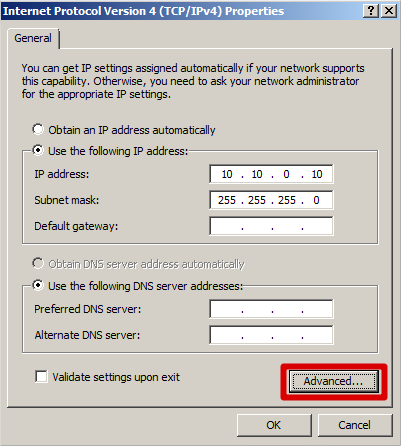 Internet Protocol Version 4 (TCP/IPv4) Properties
General
You can get IP settings assigned automatically if your network supports
this capability. Otherwise, you need to ask your network administrator
for the appropriate IP settings.
Obtain an IP address automatically
Use the following IP address:
IP address: 10 . 10 . 0 . 10
Subnet mask: 255 . 255 . 255 . 0
Default gateway: . . .
Obtain DNS server address automatically
Use the following DNS server addresses:
Preferred DNS server: . . .
Alternate DNS server: . . .
Validate settings upon exit
Advanced...
OK Cancel